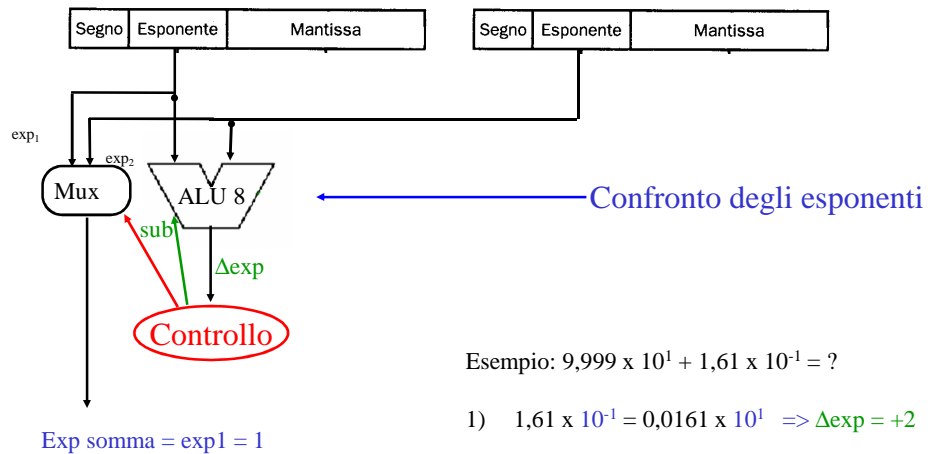 Segno Esponente Mantissa
Segno Esponente Mantissa
exp₁
exp₂
Mux
ALU 8
Confronto degli esponenti
sub
Δexp
Controllo
Esempo: 9,999 x 10¹ + 1,61 x 10⁻¹ = ?
1) 1,61 x 10⁻¹ = 0,0161 x 10¹ => Δexp = +2
Exp somma = exp1 = 1